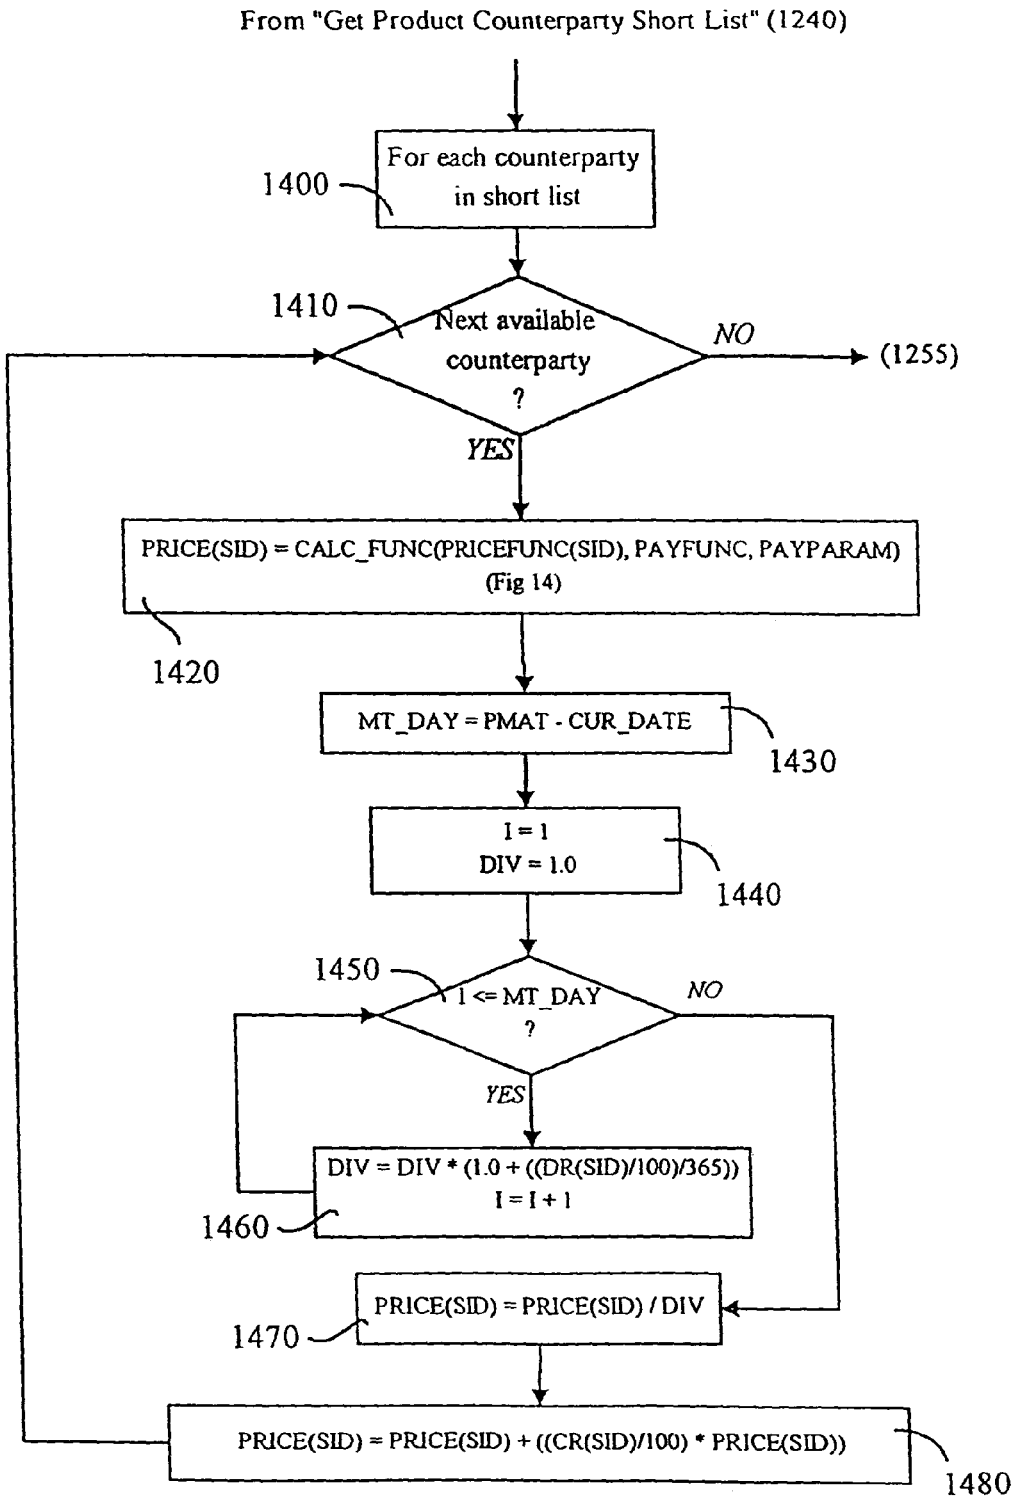 From "Get Product Counterparty Short List" (1240)
For each counterparty
in short list
1400
1410
Next available
counterparty
?
NO
(1255)
YES
PRICE(SID) = CALC_FUNC(PRICEFUNC(SID), PAYFUNC, PAYPARAM)
(Fig 14)
1420
MT_DAY = PMAT - CUR_DATE
1430
I = 1
DIV = 1.0
1440
1450
I <= MT_DAY
?
NO
YES
DIV = DIV * (1.0 + ((DR(SID)/100)/365))
I = I + 1
1460
PRICE(SID) = PRICE(SID) / DIV
1470
PRICE(SID) = PRICE(SID) + ((CR(SID)/100) * PRICE(SID))
1480